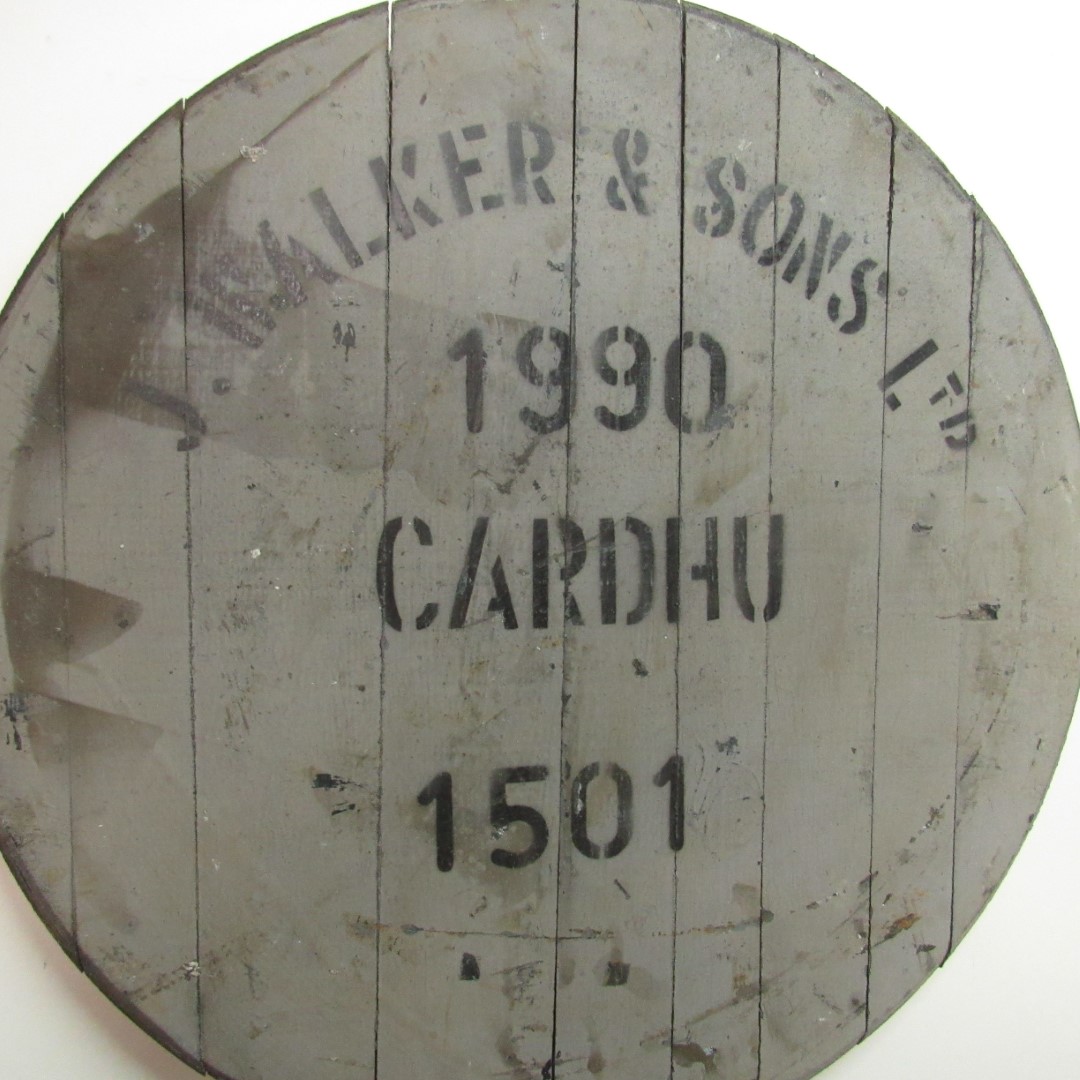 J. WALKER & SONS LTD
1990
CARDHU
1501